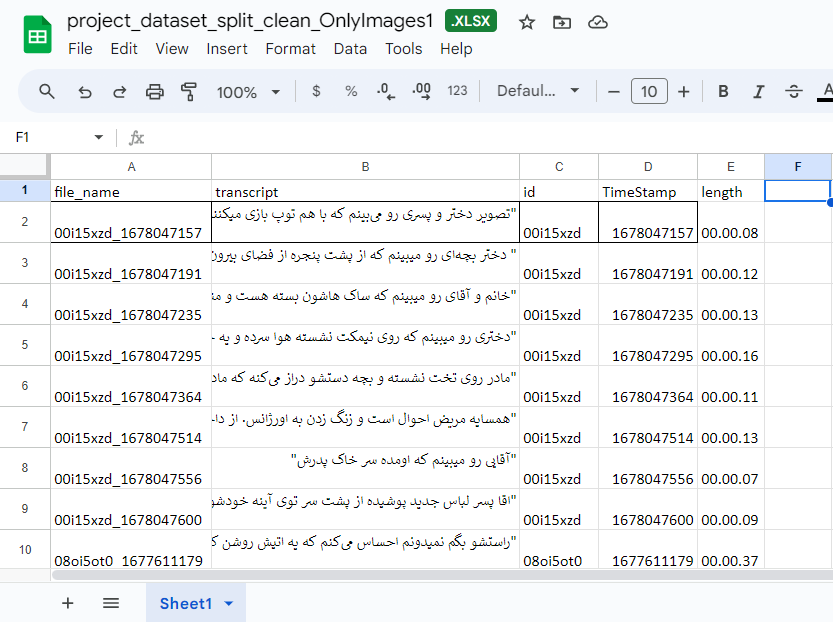 project_dataset_split_clean_OnlyImages1 .XLSX
File Edit View Insert Format Data Tools Help
100% $ % .0 .00 123 Defaul... − 10 + B I A
F1 fx
A B C D E F
1 file_name transcript id TimeStamp length
2 00i15xzd_1678047157 "تصویر دختر و پسری رو می‌بینم که با هم توپ بازی میکنند 00i15xzd 1678047157 00.00.08
3 00i15xzd_1678047191 " دختر بچه‌ای رو میبینم که از پشت پنجره از فضای بیرون 00i15xzd 1678047191 00.00.12
4 00i15xzd_1678047235 "خانم و آقای رو میبینم که ساک هاشون بسته هست و 00i15xzd 1678047235 00.00.13
5 00i15xzd_1678047295 "دختری رو میبینم که روی نیمکت نشسته هوا سرده و یه 00i15xzd 1678047295 00.00.16
6 00i15xzd_1678047364 "مادر روی تخت نشسته و بچه دستشو دراز می‌کنه که ماد 00i15xzd 1678047364 00.00.11
7 00i15xzd_1678047514 "همسایه مریض احوال است و زنگ زدن به اورژانس. از 00i15xzd 1678047514 00.00.13
8 00i15xzd_1678047556 "آقایی رو میبینم که اومده سر خاک پدرش" 00i15xzd 1678047556 00.00.07
9 00i15xzd_1678047600 "اقا پسر لباس جدید پوشیده از پشت سر توی آینه خودشو 00i15xzd 1678047600 00.00.09
10 08oi5ot0_1677611179 "راستشو بگم نمیدونم احساس می‌کنم که یه اتیش روشن ک 08oi5ot0 1677611179 00.00.37
+ Sheet1